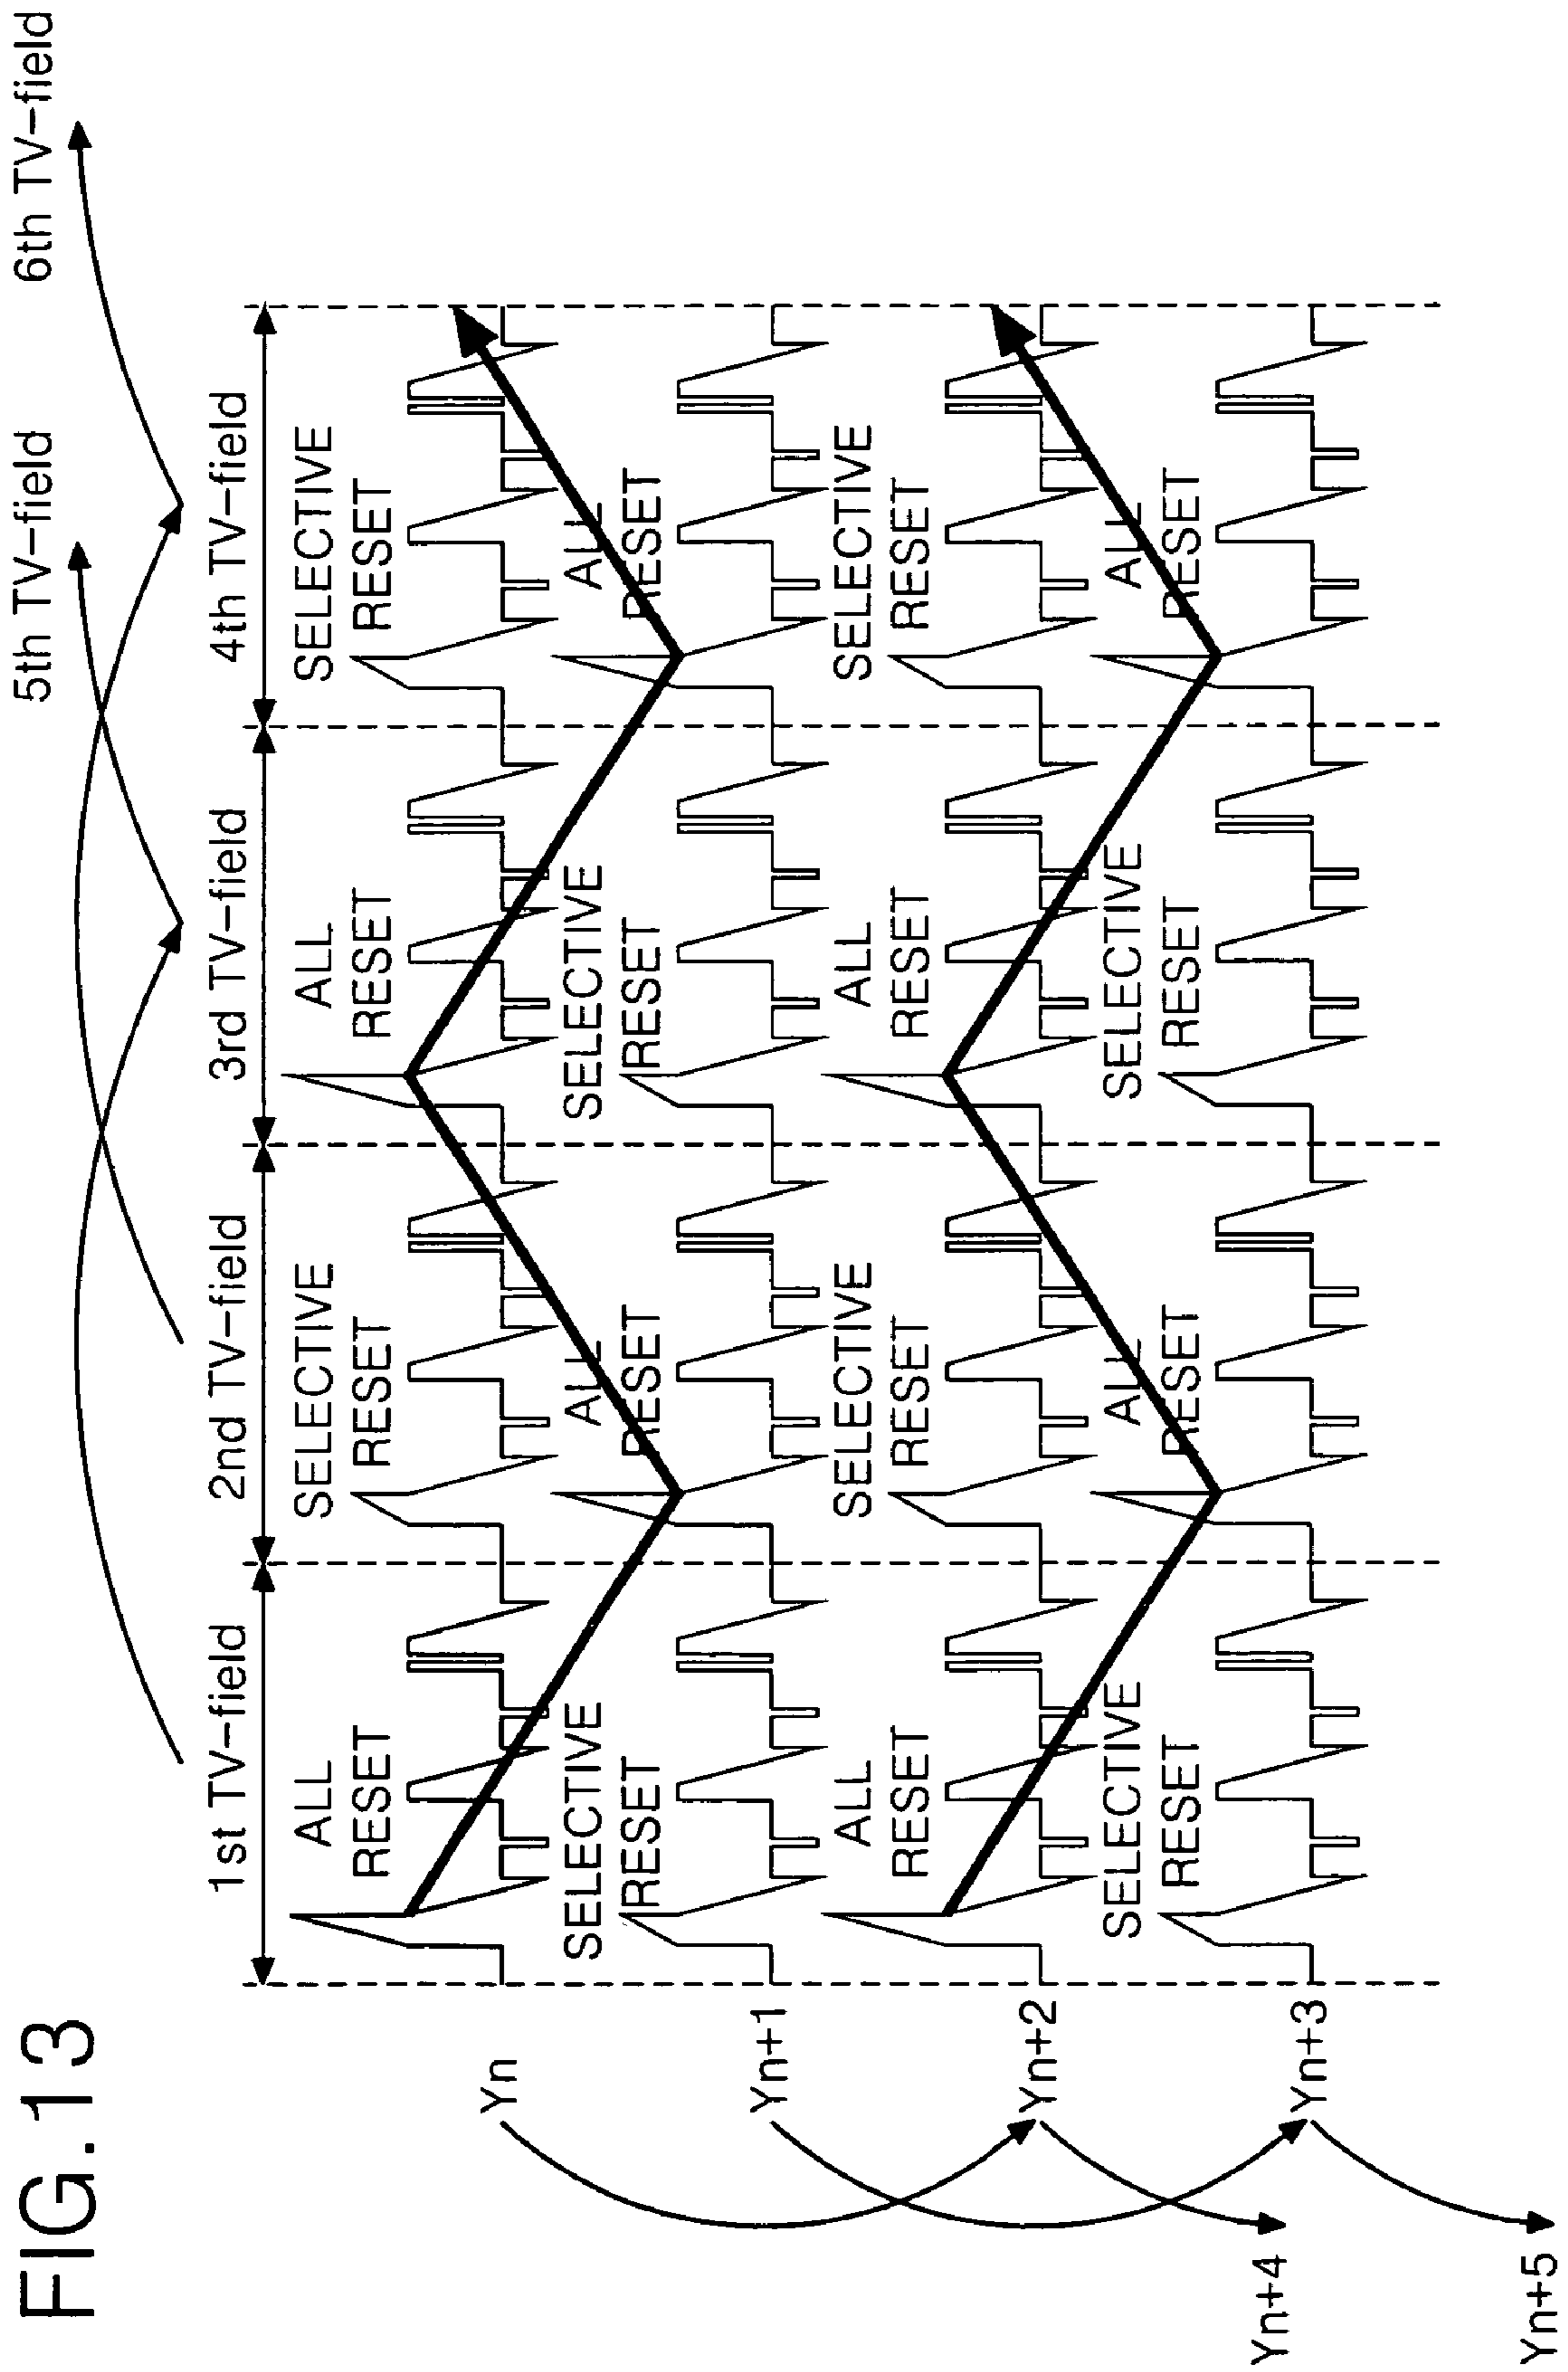 FIG.13
5th TV-field
6th TV-field
1st TV-field
2nd TV-field
3rd TV-field
4th TV-field
Yn
ALL
RESET
SELECTIVE
RESET
ALL
RESET
SELECTIVE
RESET
Yn+1
SELECTIVE
RESET
ALL
RESET
SELECTIVE
RESET
ALL
RESET
Yn+2
ALL
RESET
SELECTIVE
RESET
ALL
RESET
SELECTIVE
RESET
Yn+3
SELECTIVE
RESET
ALL
RESET
SELECTIVE
RESET
ALL
RESET
Yn+4
Yn+5